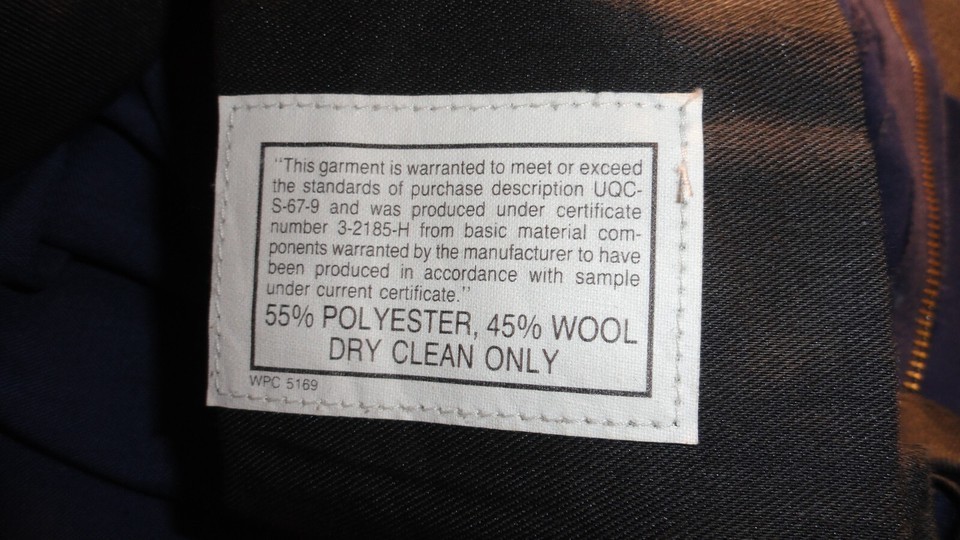 "This garment is warranted to meet or exceed
the standards of purchase description UQC-
S-67-9 and was produced under certificate
number 3-2185-H from basic material com-
ponents warranted by the manufacturer to have
been produced in accordance with sample
under current certificate."
55% POLYESTER, 45% WOOL
DRY CLEAN ONLY
WPC 5169